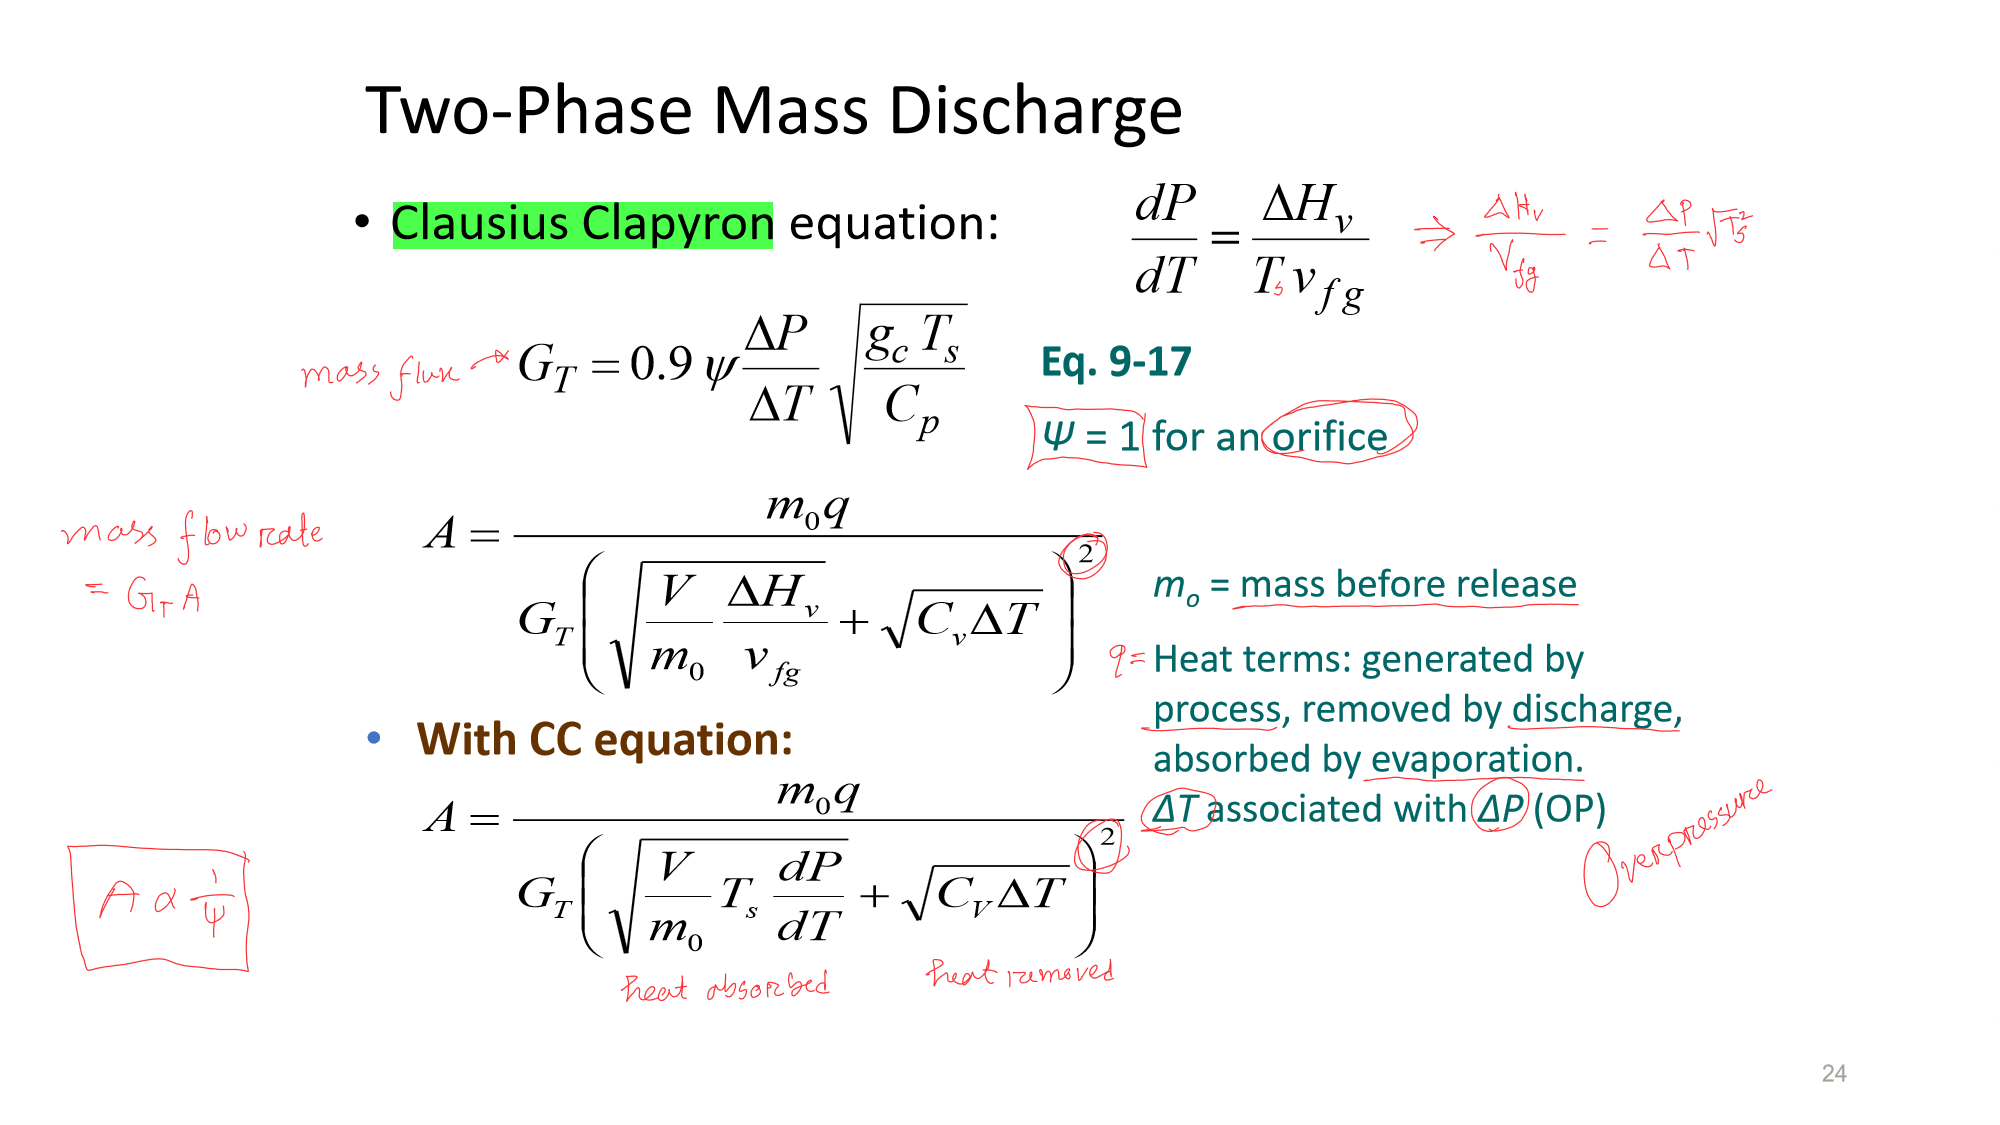 Two-Phase Mass Discharge
• Clausius Clapyron equation:
dP/dT = ΔH_v / (T_s v_fg) ⇒ ΔH_v / V_fg = ΔP/ΔT √T_s²
mass flux → G_T = 0.9 ψ ΔP/ΔT √(g_c T_s / C_p)
Eq. 9-17
Ψ = 1 for an orifice
mass flow rate
= G_T A
A = m_0 q / ( G_T ( √( V/m_0 ΔH_v/v_fg ) + √( C_v ΔT ) )² )
m_o = mass before release
q = Heat terms: generated by
process, removed by discharge,
absorbed by evaporation.
ΔT associated with ΔP (OP)
Overpressure
• With CC equation:
A = m_0 q / ( G_T ( √( V/m_0 T_s dP/dT ) + √( C_V ΔT ) )² )
heat absorbed
heat removed
A ∝ 1/Ψ
24